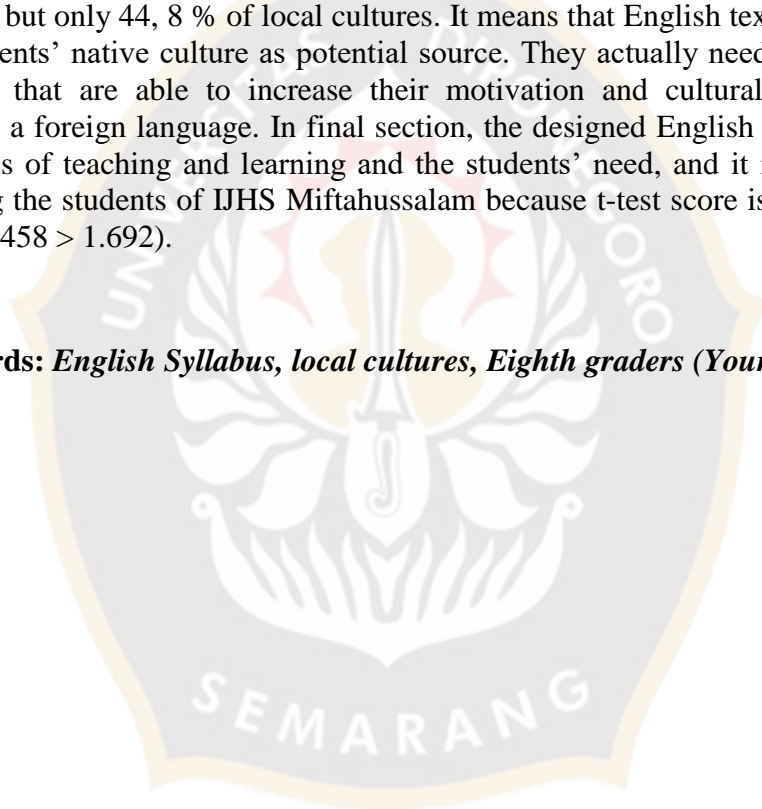 but only 44, 8 % of local cultures. It means that English tex
ents’ native culture as potential source. They actually need
that are able to increase their motivation and cultural
a foreign language. In final section, the designed English
s of teaching and learning and the students’ need, and it
g the students of IJHS Miftahussalam because t-test score is
458 > 1.692).
rds: English Syllabus, local cultures, Eighth graders (Your
UNIVERSITAS DIPONEGORO
SEMARANG